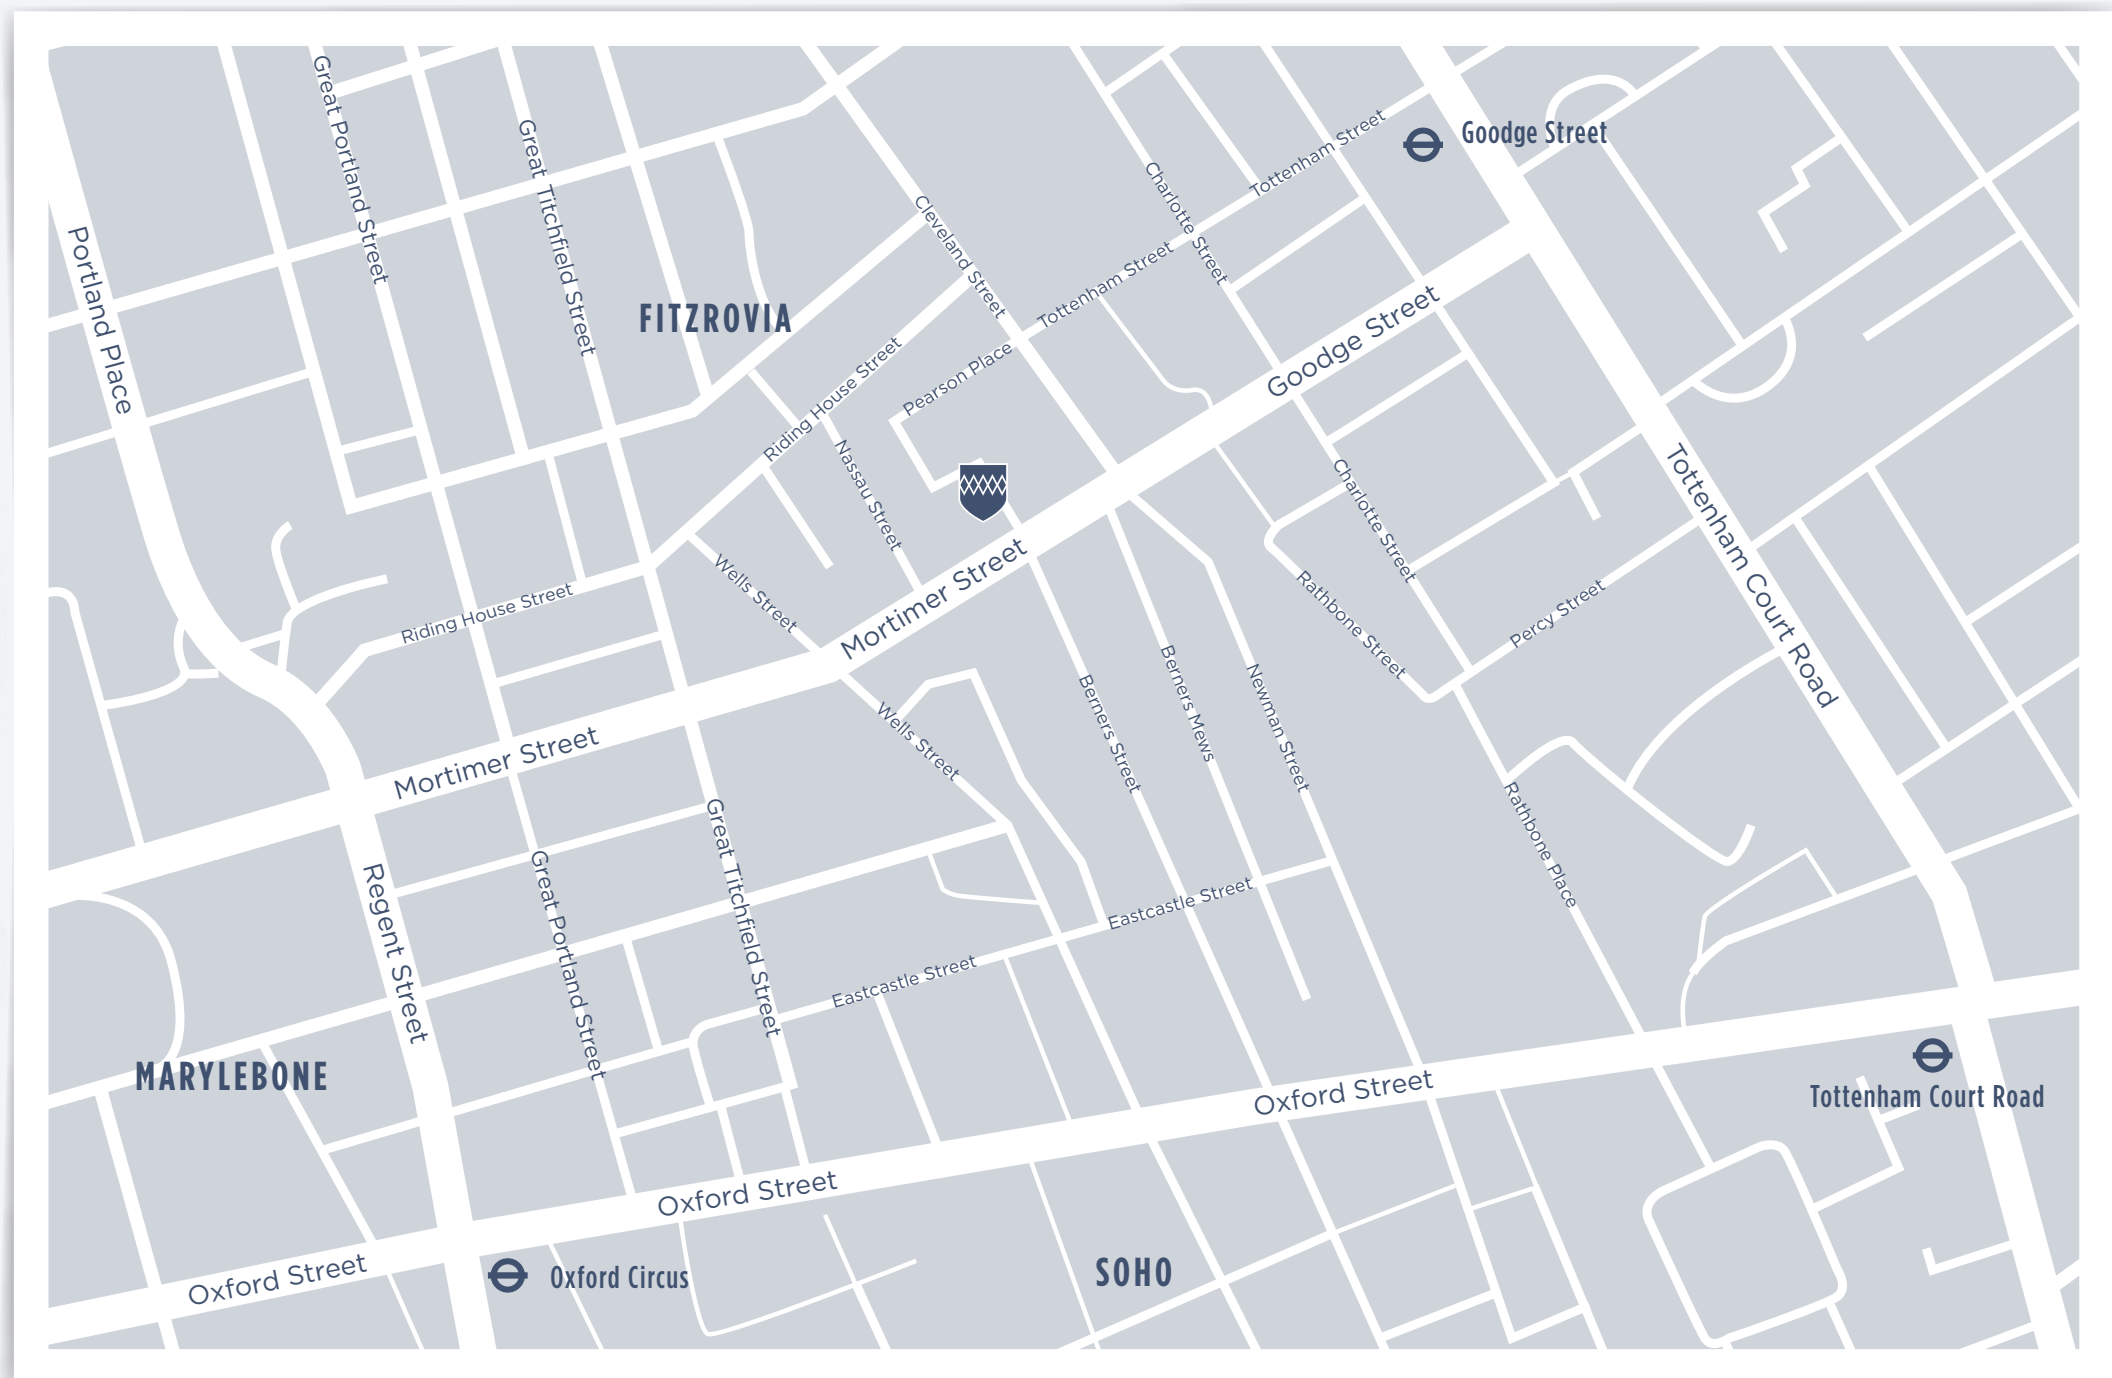 Great Portland Street
Great Titchfield Street
Goodge Street
Tottenham Street
Charlotte Street
Cleveland Street
Portland Place
Tottenham Street
FITZROVIA
Goodge Street
Riding House Street
Pearson Place
Nassau Street
Charlotte Street
Tottenham Court Road
Mortimer Street
Wells Street
Riding House Street
Rathbone Street
Percy Street
Berners Street
Berners Mews
Newman Street
Wells Street
Mortimer Street
Rathbone Place
Great Titchfield Street
Great Portland Street
Regent Street
Eastcastle Street
Eastcastle Street
MARYLEBONE
Oxford Street
Tottenham Court Road
Oxford Street
Oxford Street
Oxford Circus
SOHO